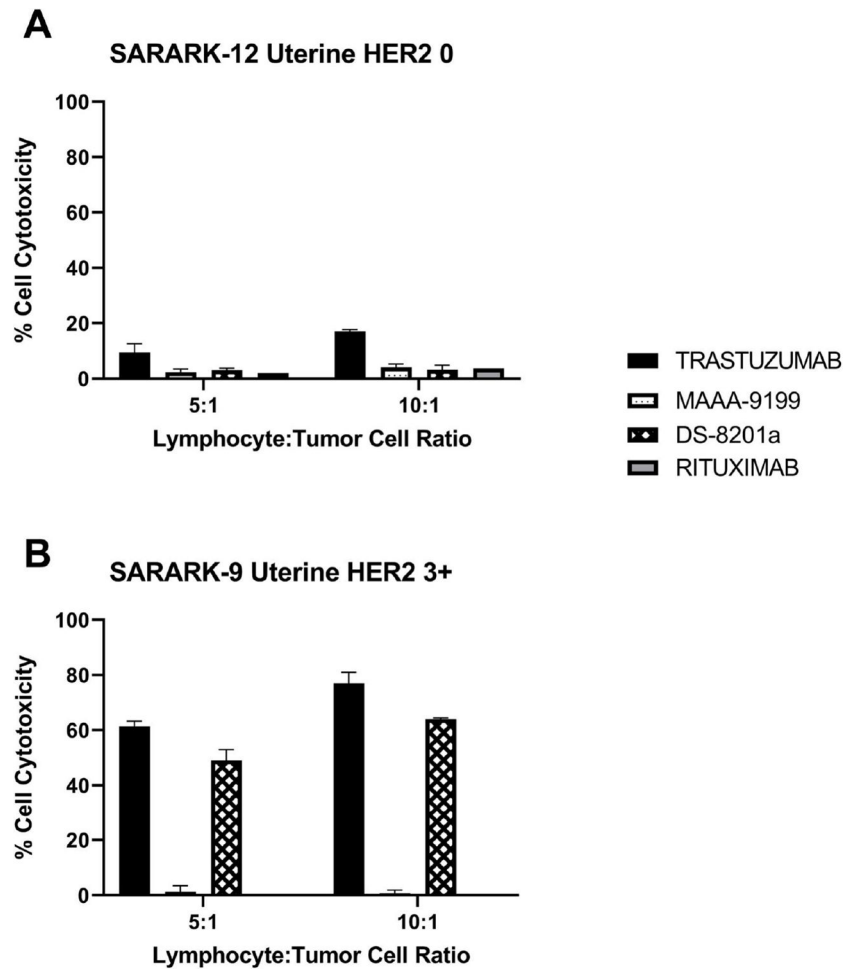 A
SARARK-12 Uterine HER2 0
100
80
60
40
20
0
% Cell Cytotoxicity
5:1
10:1
Lymphocyte:Tumor Cell Ratio
TRASTUZUMAB
MAAA-9199
DS-8201a
RITUXIMAB
B
SARARK-9 Uterine HER2 3+
100
80
60
40
20
0
% Cell Cytotoxicity
5:1
10:1
Lymphocyte:Tumor Cell Ratio